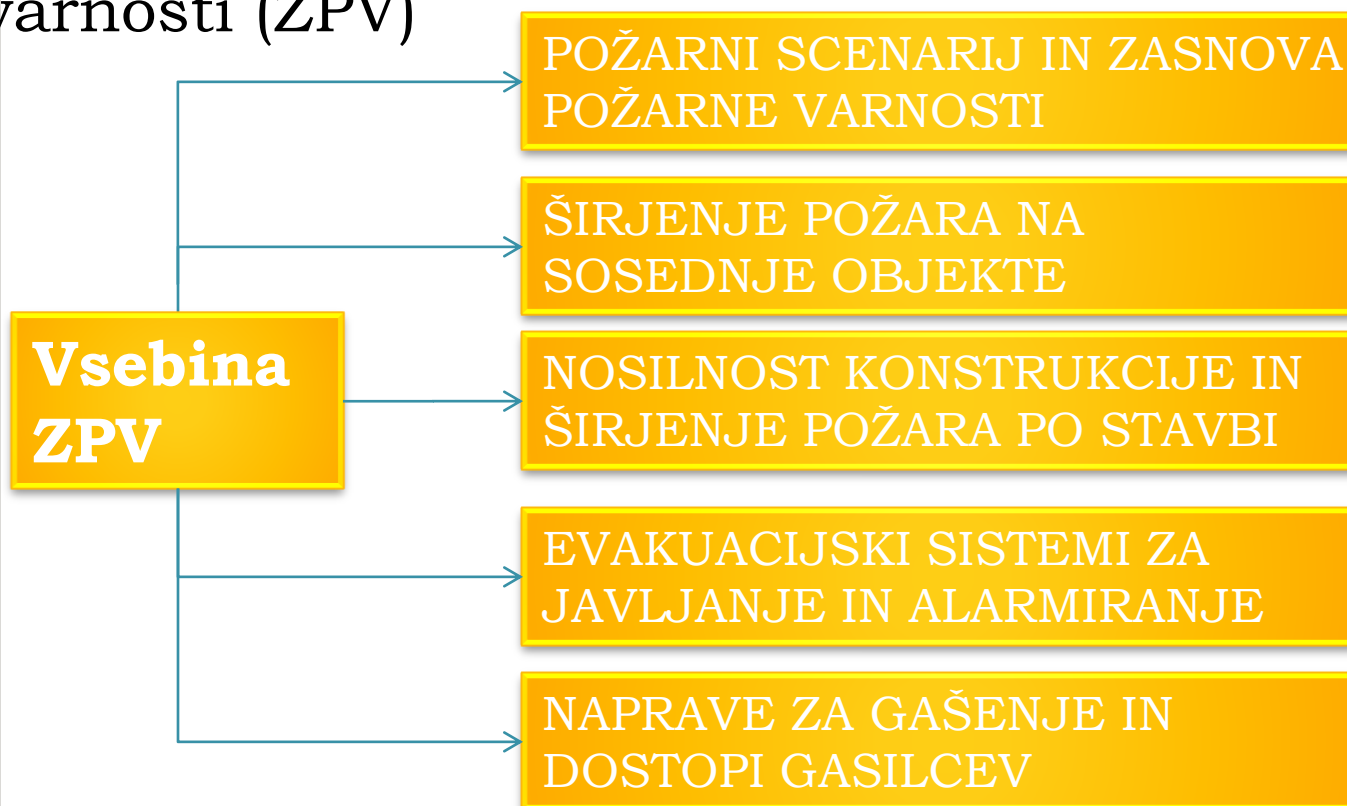 varnosti (ZPV)
POŽARNI SCENARIJ IN ZASNOVA
POŽARNE VARNOSTI
ŠIRJENJE POŽARA NA
SOSEDNJE OBJEKTE
Vsebina
ZPV
NOSILNOST KONSTRUKCIJE IN
ŠIRJENJE POŽARA PO STAVBI
EVAKUACIJSKI SISTEMI ZA
JAVLJANJE IN ALARMIRANJE
NAPRAVE ZA GAŠENJE IN
DOSTOPI GASILCEV